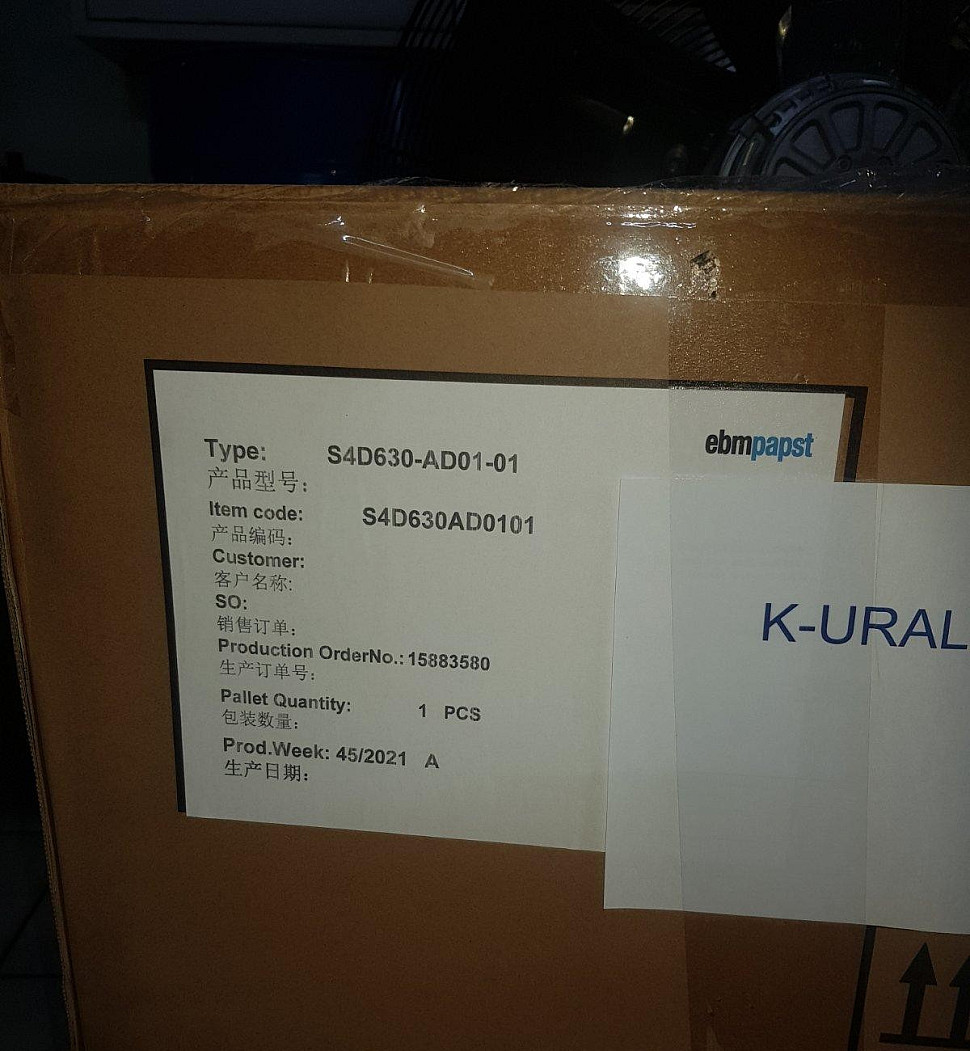 ebmpapst
Type: S4D630-AD01-01
产品型号:
Item code: S4D630AD0101
产品编码:
Customer:
客户名称:
SO:
销售订单:
Production OrderNo.: 15883580
生产订单号:
Pallet Quantity: 1 PCS
包装数量:
Prod.Week: 45/2021 A
生产日期:
K-URAL